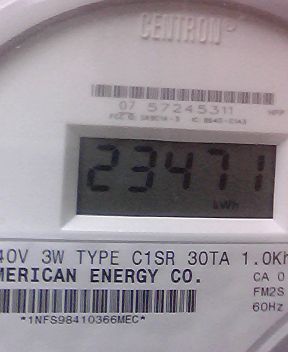 CENTRON
07 57245311
23471
kWh
40V 3W TYPE C1SR 30TA 1.0Kh
MERICAN ENERGY CO.
CA 0
FM2S
60Hz
*1NFS98410366MEC*